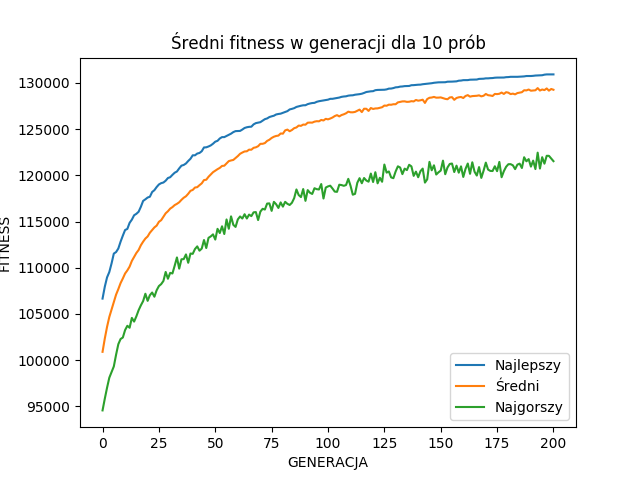 Średni fitness w generacji dla 10 prób
FITNESS
130000
125000
120000
115000
110000
105000
100000
95000
0 25 50 75 100 125 150 175 200
GENERACJA
Najlepszy
Średni
Najgorszy